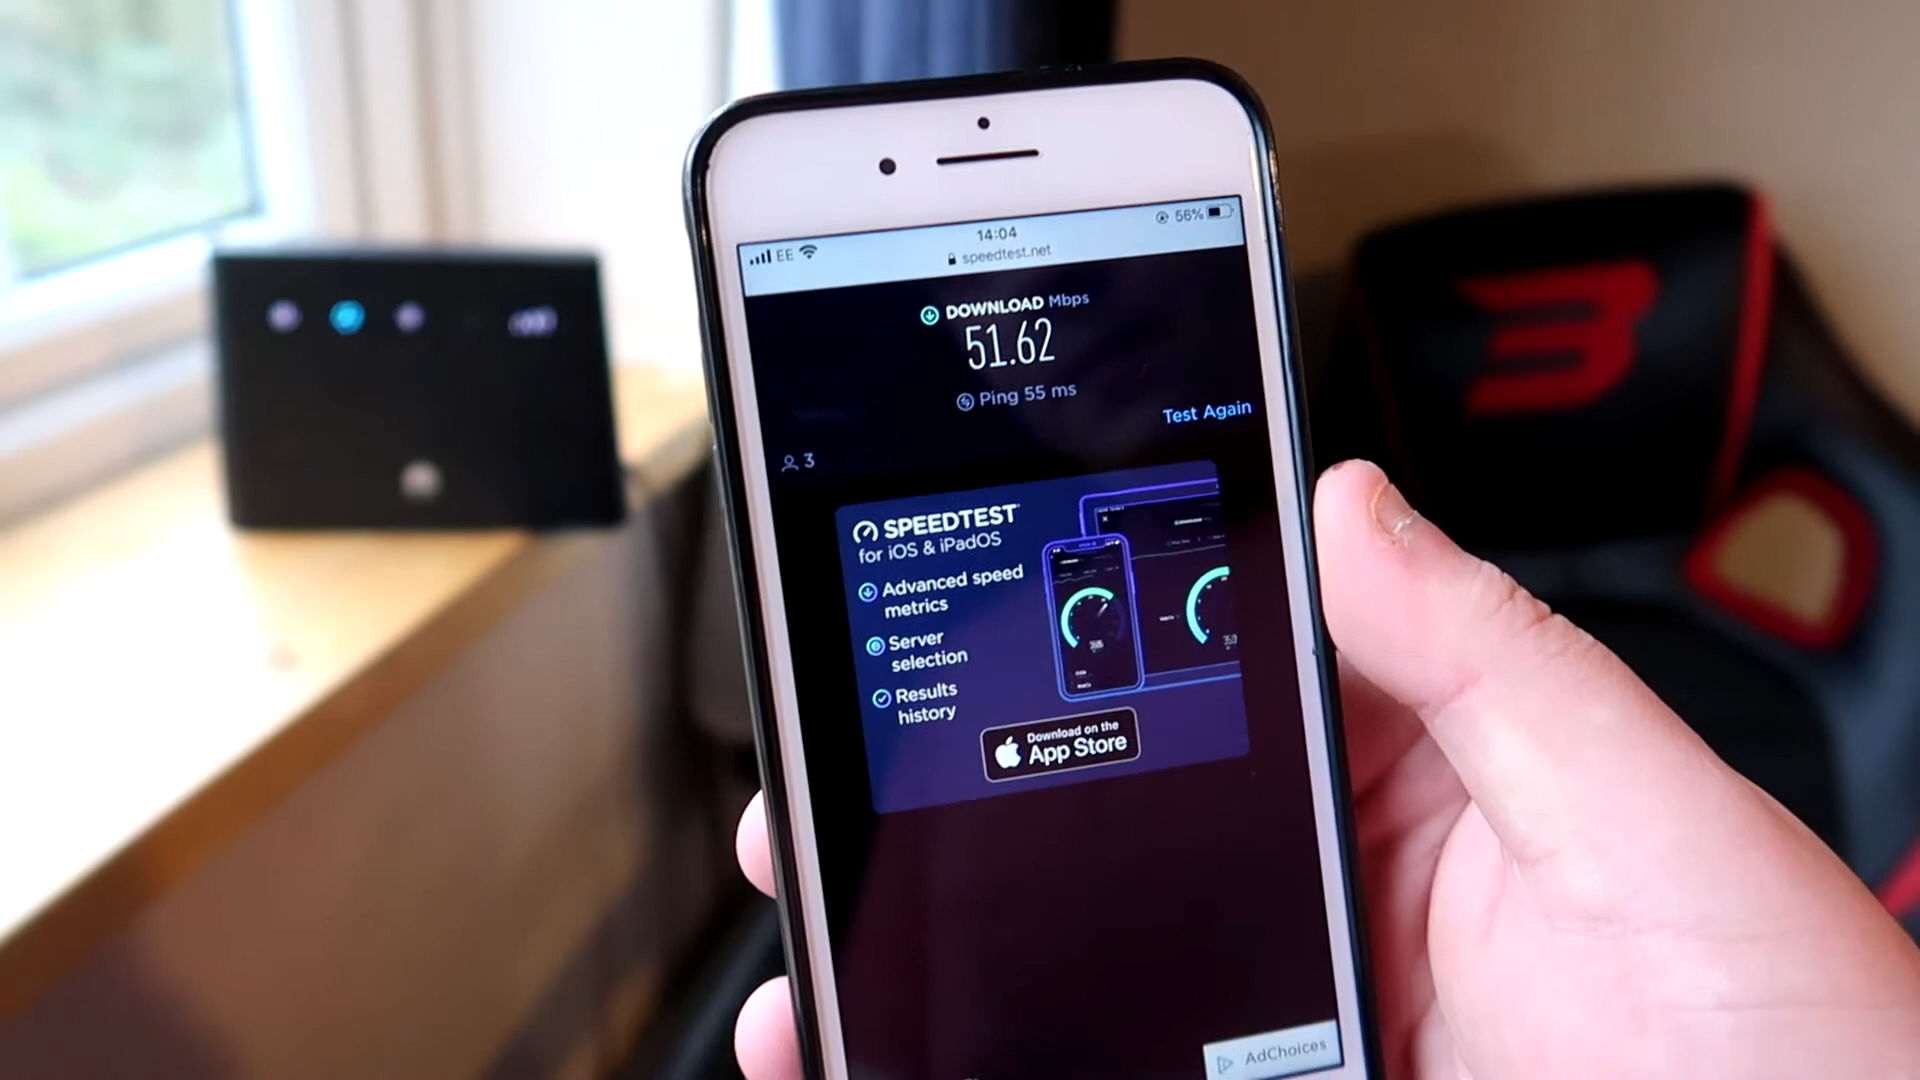 14:04
EE
56%
speedtest.net
DOWNLOAD Mbps
51.62
Ping 55 ms
Test Again
3
SPEEDTEST
for iOS & iPadOS
Advanced speed
metrics
Server
selection
Results
history
Download on the
App Store
AdChoices